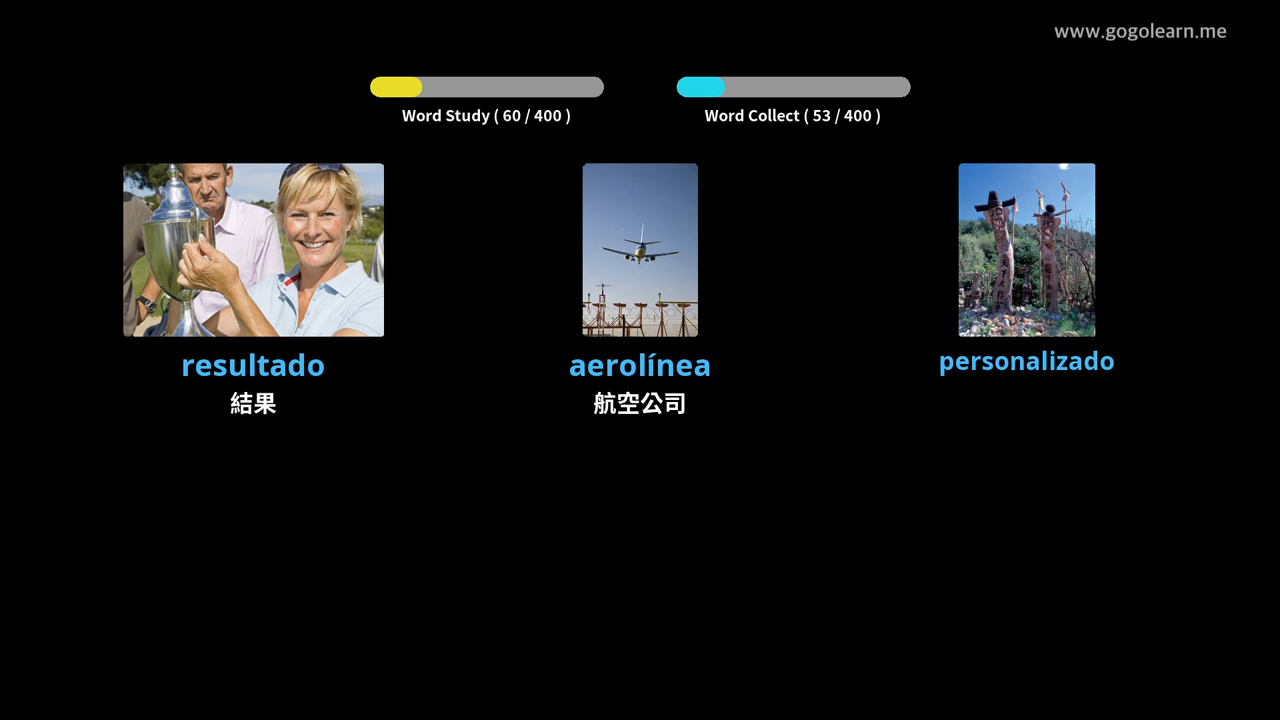 www.gogolearn.me
Word Study ( 60 / 400 )
Word Collect ( 53 / 400 )
resultado
結果
aerolínea
航空公司
personalizado